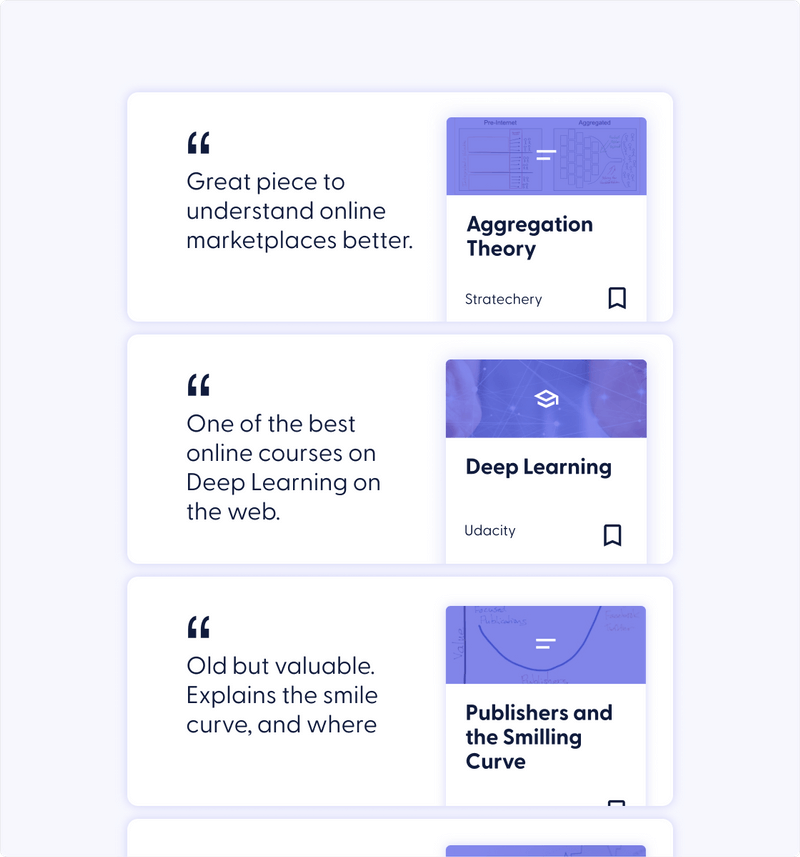 “
Great piece to
understand online
marketplaces better.
Pre-Internet
Aggregated
Aggregation
Theory
Stratechery
“
One of the best
online courses on
Deep Learning on
the web.
Deep Learning
Udacity
“
Old but valuable.
Explains the smile
curve, and where
Value
Focused
Publications
Publishers
Publishers and
the Smilling
Curve